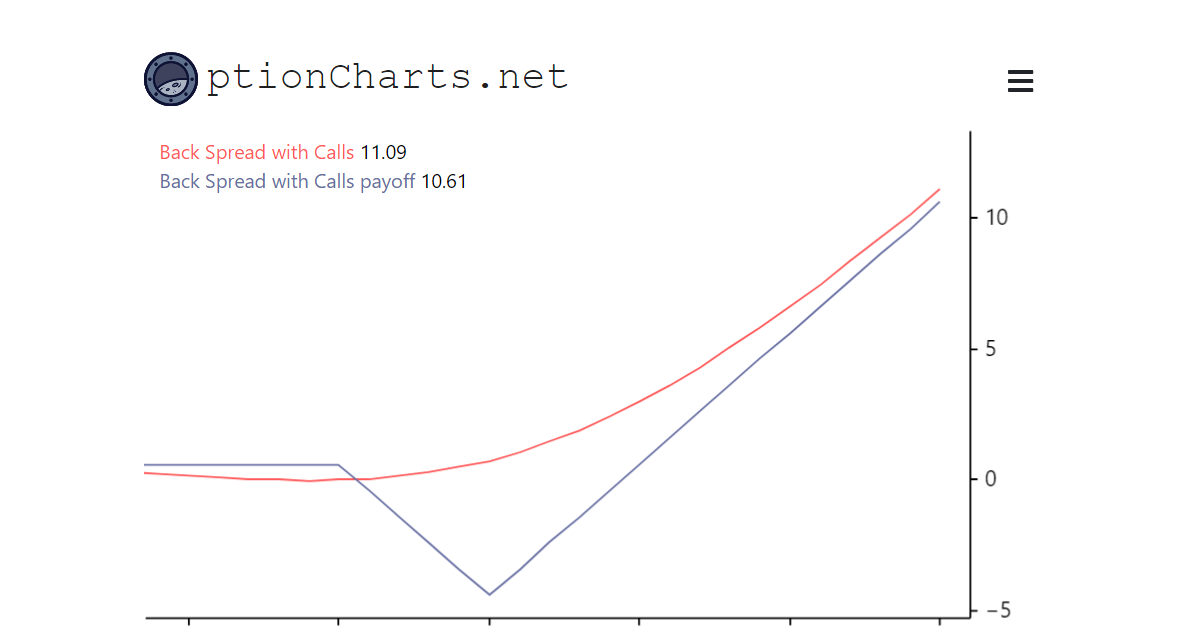 ptionCharts.net
Back Spread with Calls 11.09
Back Spread with Calls payoff 10.61
10
5
0
−5